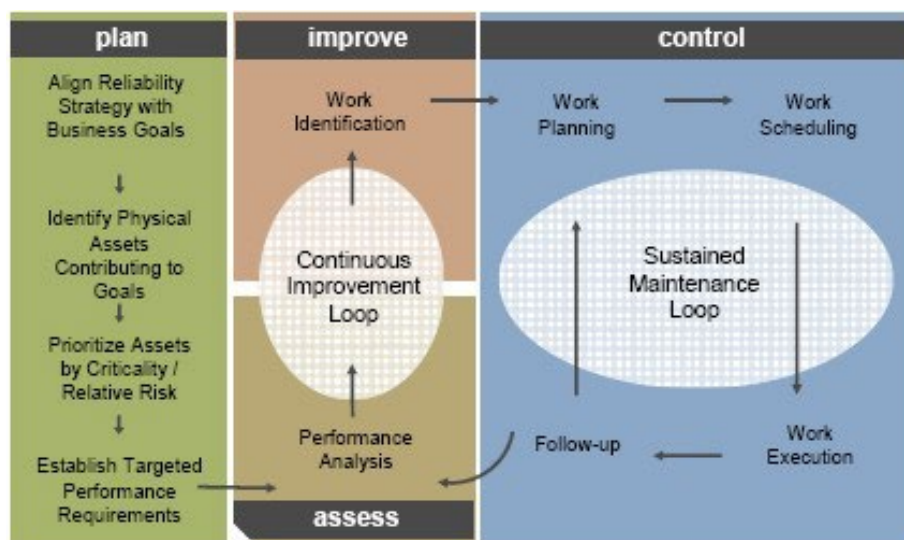 plan
Align Reliability
Strategy with
Business Goals
Identify Physical
Assets
Contributing to
Goals
Prioritize Assets
by Criticality /
Relative Risk
Establish Targeted
Performance
Requirements
improve
Work
Identification
Continuous
Improvement
Loop
Performance
Analysis
assess
control
Work
Planning
Work
Scheduling
Sustained
Maintenance
Loop
Follow-up
Work
Execution